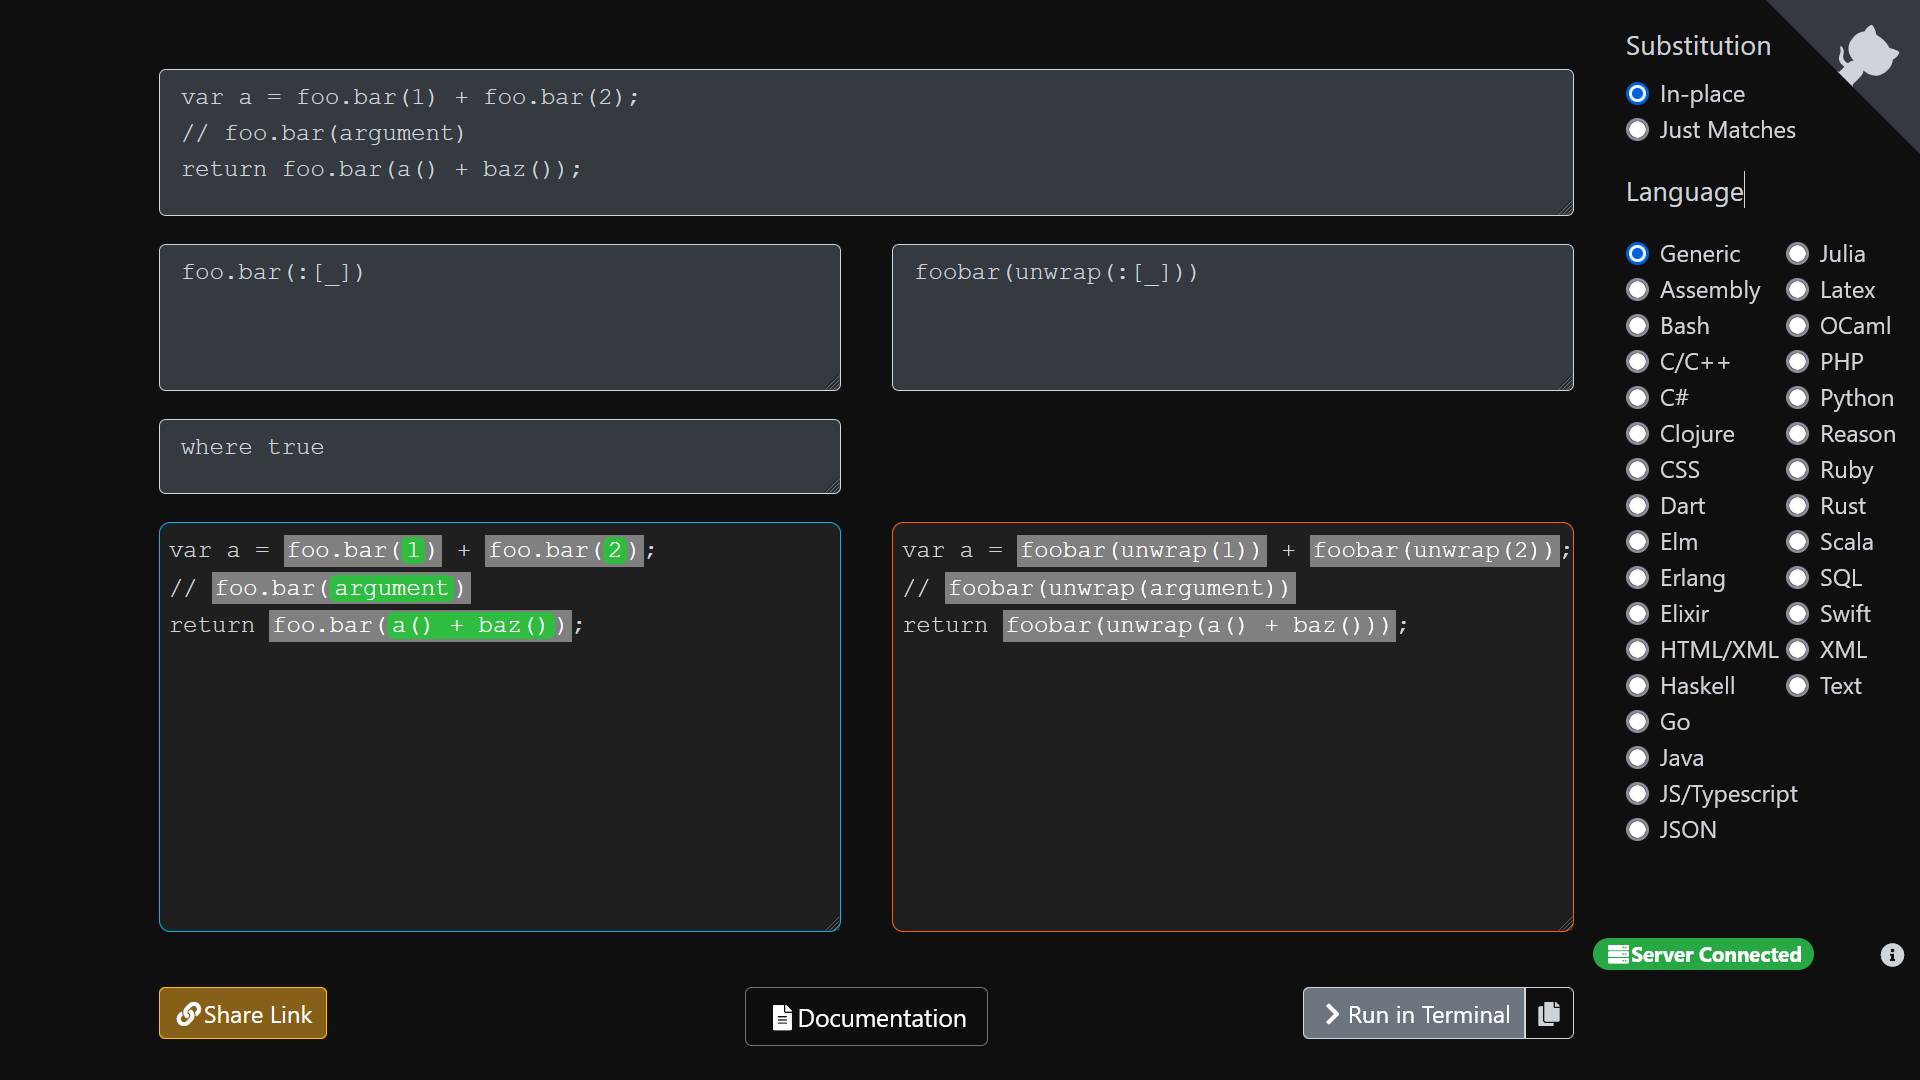 var a = foo.bar(1) + foo.bar(2);
// foo.bar(argument)
return foo.bar(a() + baz());
foo.bar(:[_])
foobar(unwrap(:[_]))
where true
var a = foo.bar(1) + foo.bar(2);
// foo.bar(argument)
return foo.bar(a() + baz());
var a = foobar(unwrap(1)) + foobar(unwrap(2));
// foobar(unwrap(argument))
return foobar(unwrap(a() + baz()));
Share Link
Documentation
Run in Terminal
Substitution
In-place
Just Matches
Language
Generic
Assembly
Bash
C/C++
C#
Clojure
CSS
Dart
Elm
Erlang
Elixir
HTML/XML
Haskell
Go
Java
JS/Typescript
JSON
Julia
Latex
OCaml
PHP
Python
Reason
Ruby
Rust
Scala
SQL
Swift
XML
Text
Server Connected